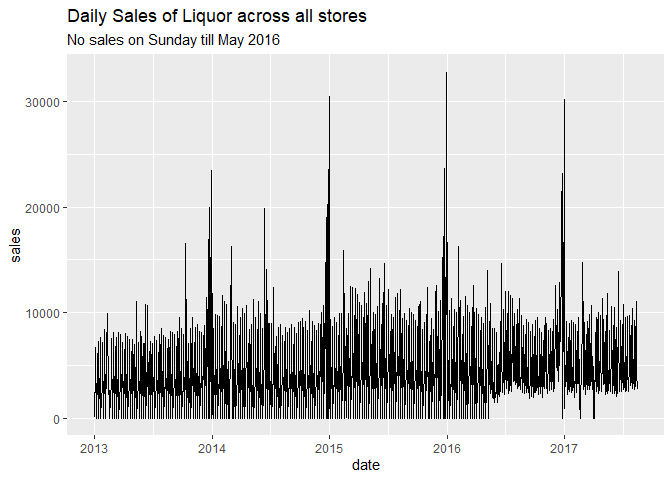 Daily Sales of Liquor across all stores
No sales on Sunday till May 2016
30000
20000
10000
0
sales
2013 2014 2015 2016 2017
date